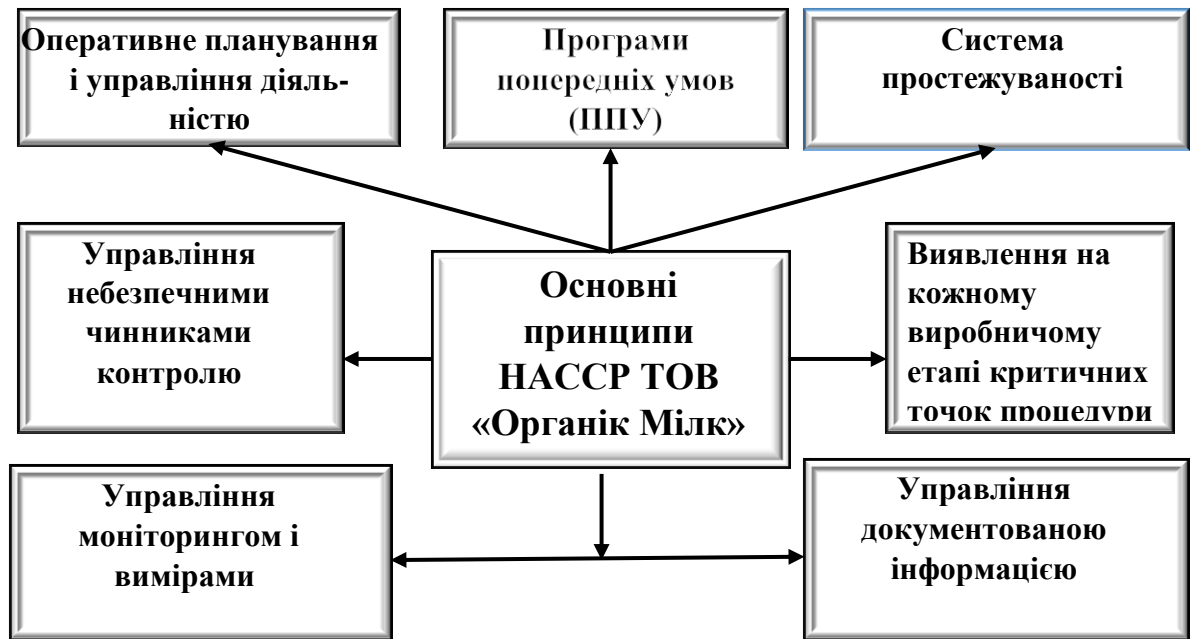 Оперативне планування
і управління діяль-
ністю
Програми
попередніх умов
(ППУ)
Система
простежуваності
Управління
небезпечними
чинниками
контролю
Основні
принципи
НАССР ТОВ
«Органік Мілк»
Виявлення на
кожному
виробничому
етапі критичних
точок процедури
Управління
моніторингом і
вимірами
Управління
документованою
інформацією